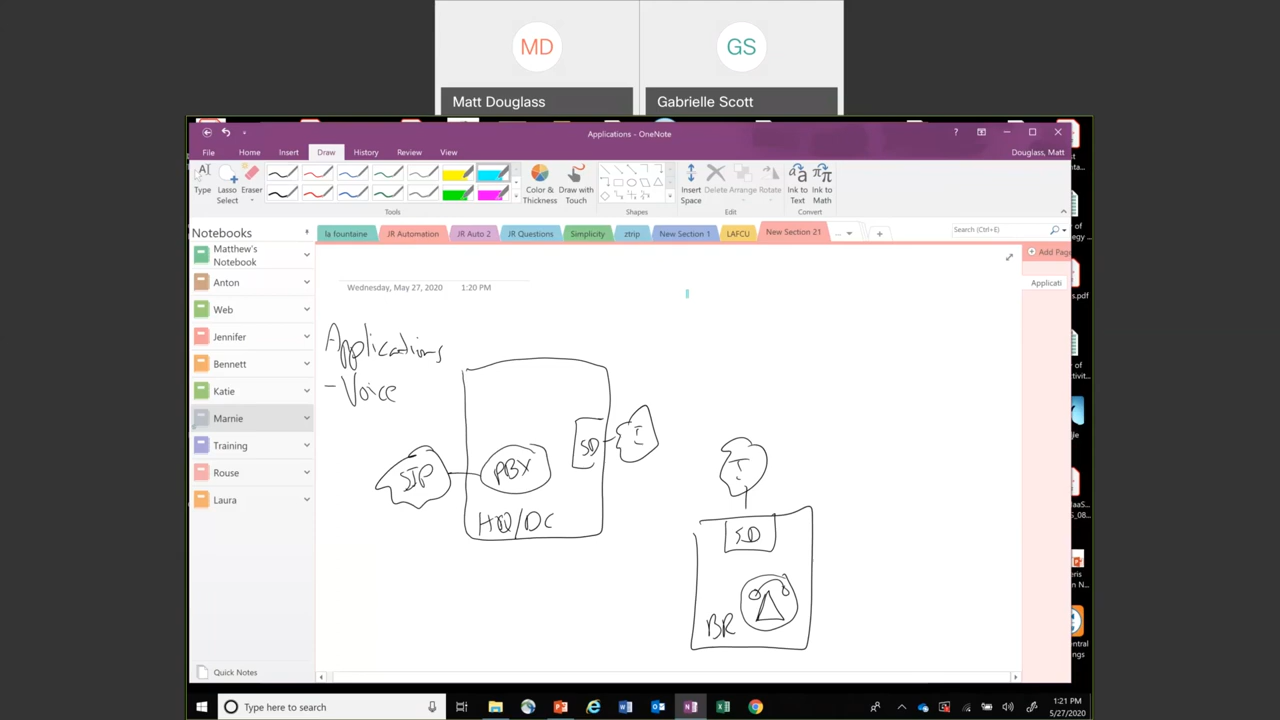 MD
GS
Matt Douglass
Gabrielle Scott
Applications - OneNote
?
Douglass, Matt
File
Home
Insert
Draw
History
Review
View
Type
Lasso Select
Eraser
Color & Thickness
Draw with Touch
Insert Space
Delete
Arrange
Rotate
Ink to Text
Ink to Math
Tools
Shapes
Edit
Convert
Notebooks
la fountaine
JR Automation
JR Auto 2
JR Questions
Simplicity
ztrip
New Section 1
LAFCU
New Section 21
...
Search (Ctrl+E)
Matthew's Notebook
Anton
Web
Jennifer
Bennett
Katie
Marnie
Training
Rouse
Laura
Quick Notes
Add Page
Applicati
Wednesday, May 27, 2020
1:20 PM
Applications
- Voice
SIP
PBX
SD
I
HQ/DC
I
SD
BR
Type here to search
1:21 PM
5/27/2020